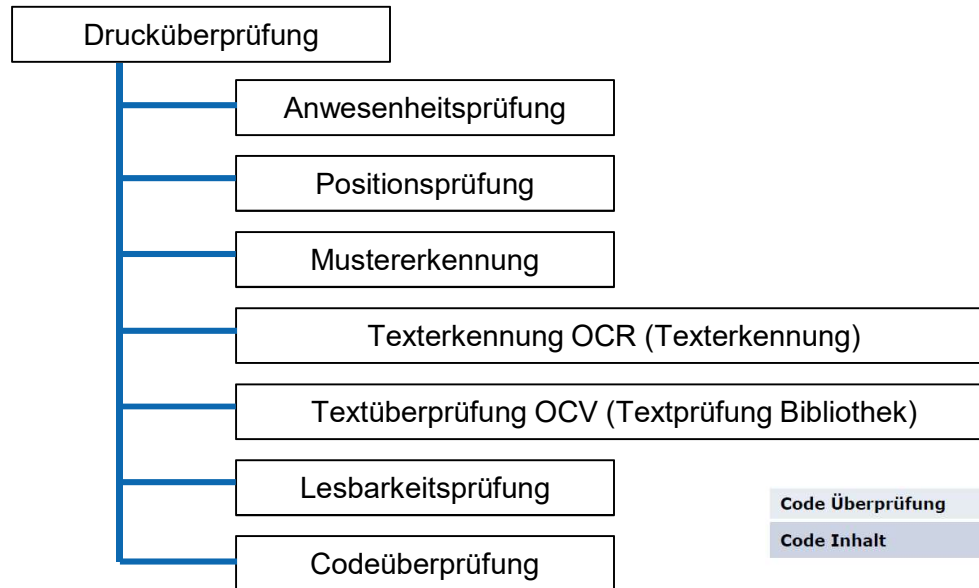 Drucküberprüfung
Anwesenheitsprüfung
Positionsprüfung
Mustererkennung
Texterkennung OCR (Texterkennung)
Textüberprüfung OCV (Textprüfung Bibliothek)
Lesbarkeitsprüfung
Code Überprüfung
Code Inhalt
Codeüberprüfung